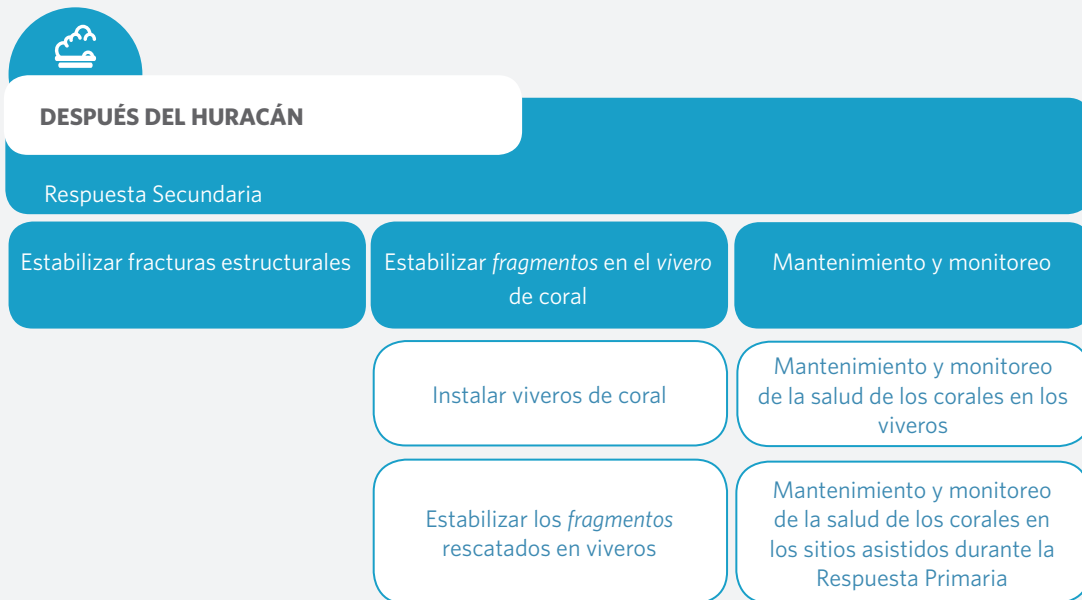 DESPUÉS DEL HURACÁN
Respuesta Secundaria
Estabilizar fracturas estructurales
Estabilizar fragmentos en el vivero
de coral
Mantenimiento y monitoreo
Instalar viveros de coral
Mantenimiento y monitoreo
de la salud de los corales en los
viveros
Estabilizar los fragmentos
rescatados en viveros
Mantenimiento y monitoreo
de la salud de los corales en
los sitios asistidos durante la
Respuesta Primaria